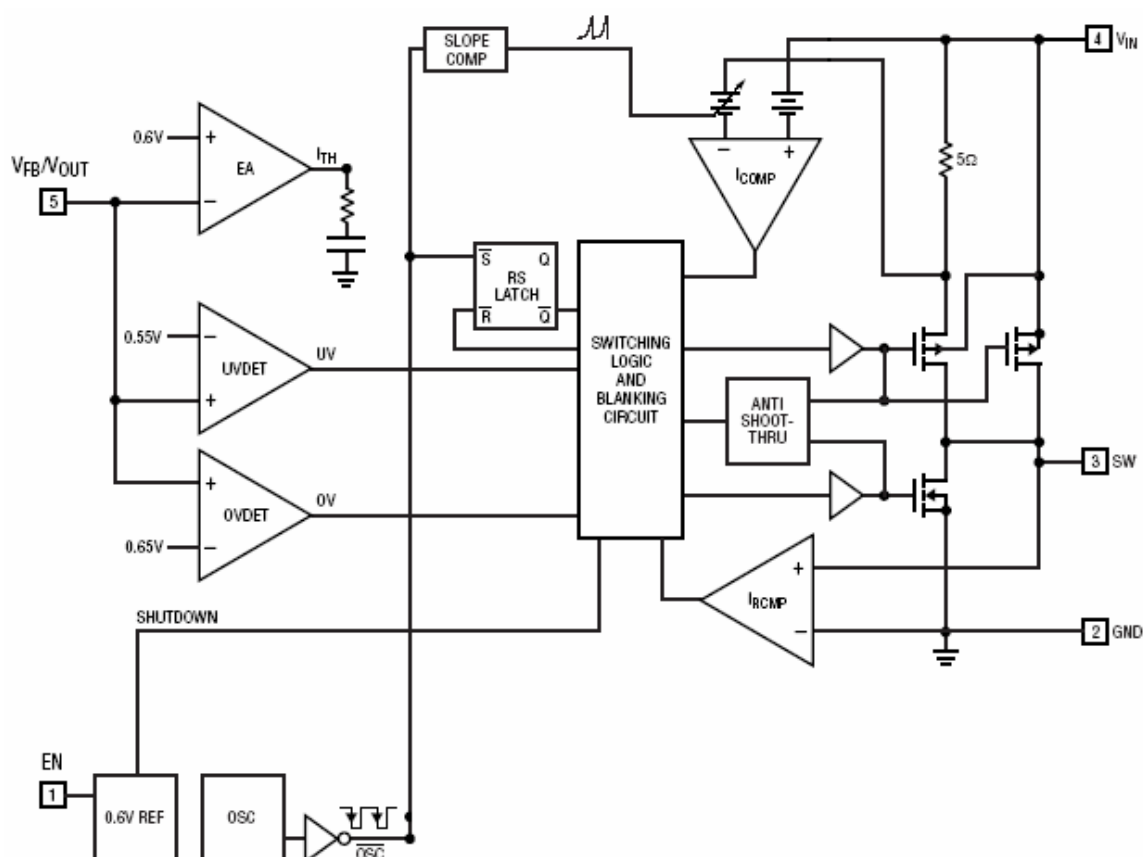 SLOPE
COMP
4 VIN
0.6V
+
EA
−
ITH
VFB/VOUT
5
−
+
ICOMP
5Ω
S Q
RS
LATCH
R Q
0.55V
−
UVDET
+
UV
SWITCHING
LOGIC
AND
BLANKING
CIRCUIT
ANTI
SHOOT-
THRU
3 SW
+
OVDET
0.65V −
OV
+
IRCMP
−
2 GND
SHUTDOWN
EN
1
0.6V REF
OSC
OSC